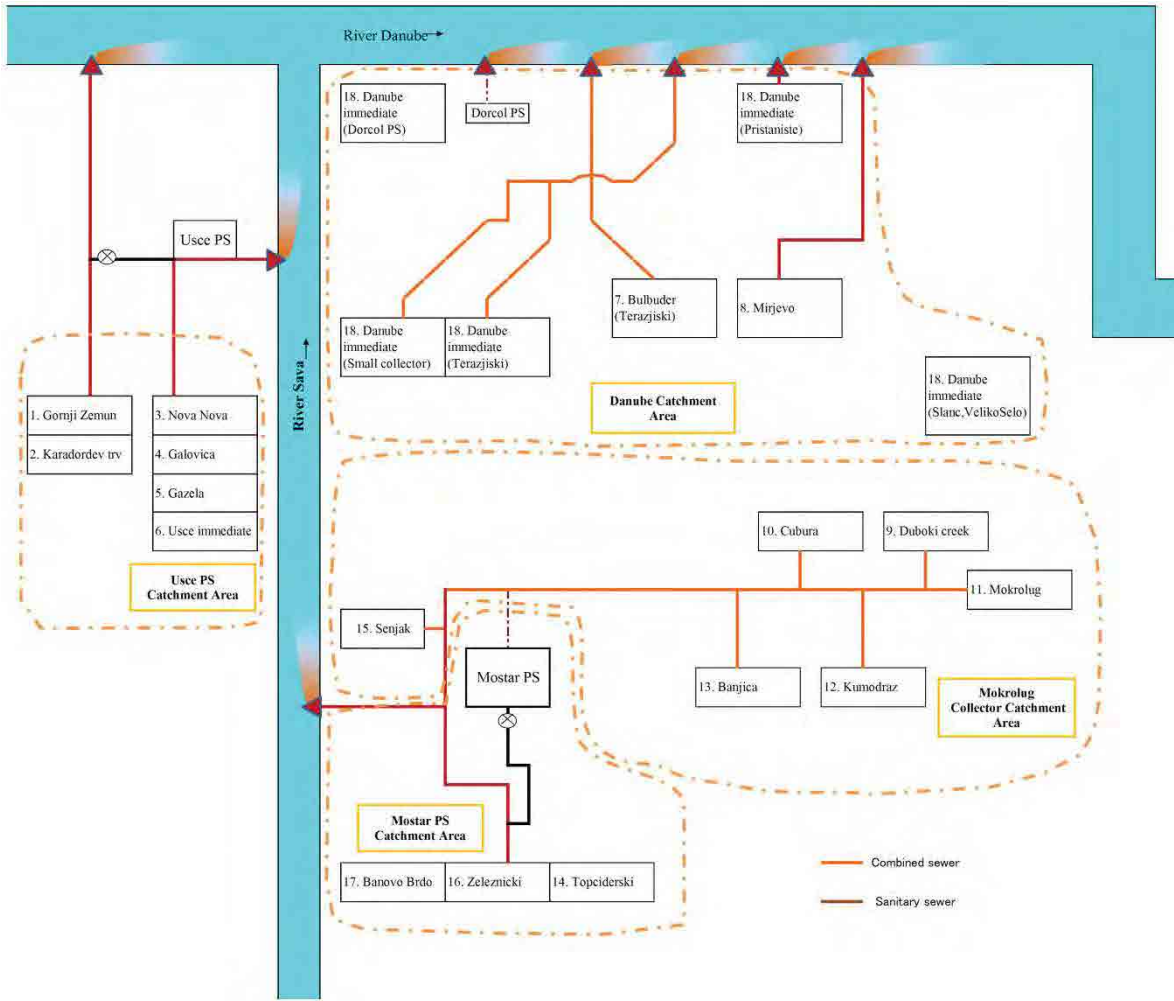 River Danube→
18. Danube
immediate
(Dorcol PS)
Dorcol PS
18. Danube
immediate
(Pristaniste)
Usce PS
7. Bulbuder
(Terazjiski)
8. Mirjevo
18. Danube
immediate
(Small collector)
18. Danube
immediate
(Terazjiski)
River Sava→
Danube Catchment
Area
18. Danube
immediate
(Slanc,VelikoSelo)
1. Gornji Zemun
2. Karadordev trv
3. Nova Nova
4. Galovica
5. Gazela
6. Usce immediate
Usce PS
Catchment Area
10. Cubura
9. Duboki creek
11. Mokrolug
15. Senjak
Mostar PS
13. Banjica
12. Kumodraz
Mokrolug
Collector Catchment
Area
Mostar PS
Catchment Area
17. Banovo Brdo
16. Zeleznicki
14. Topciderski
Combined sewer
Sanitary sewer